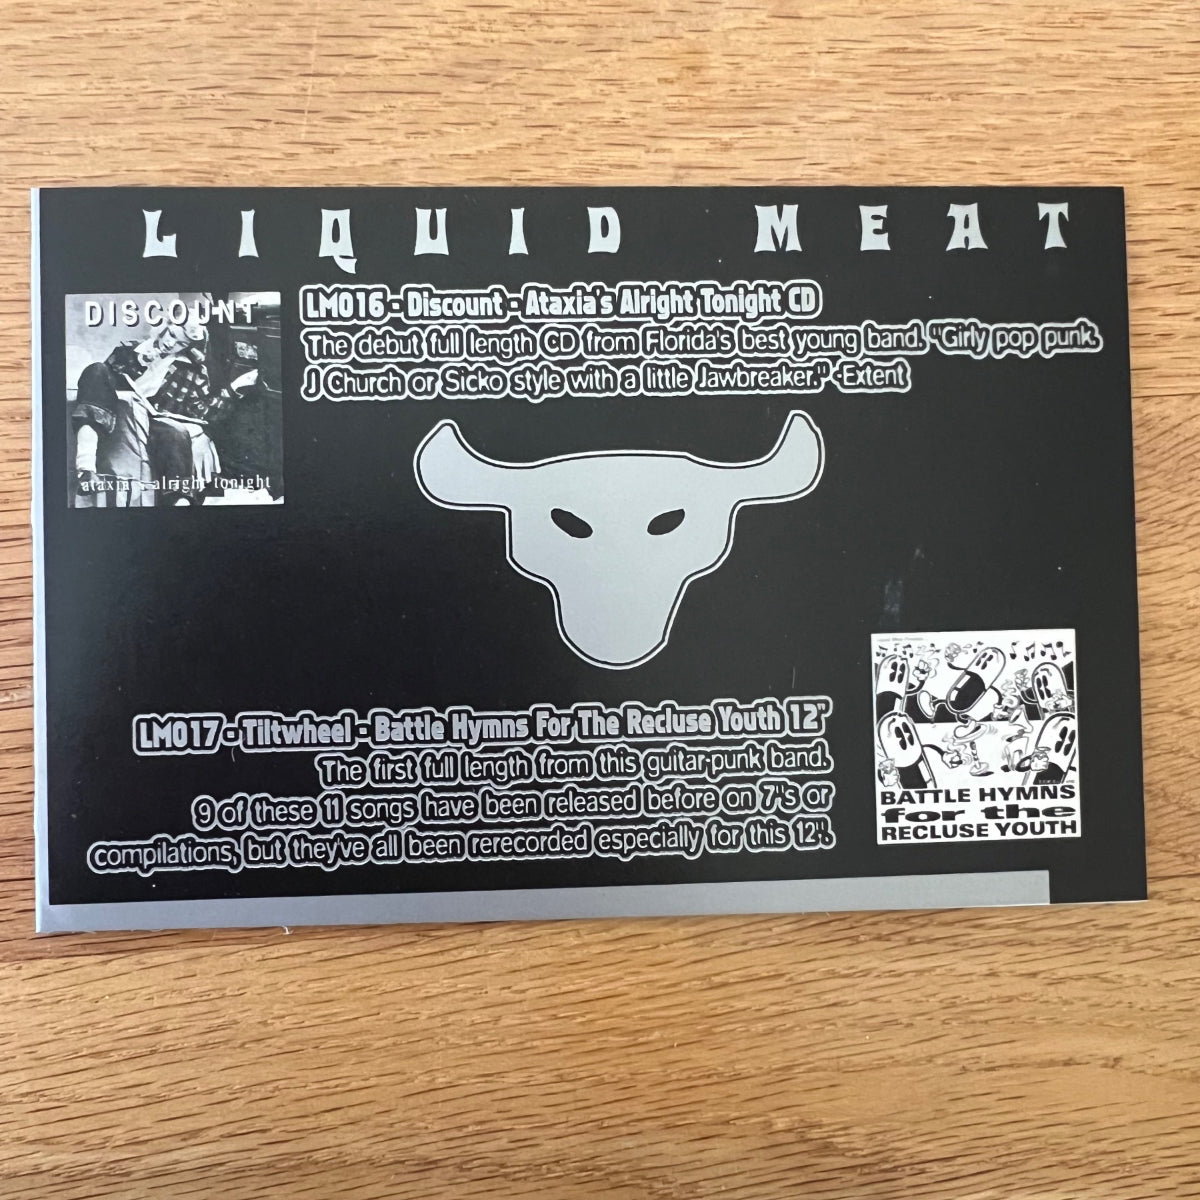 LIQUID MEAT
DISCOUNT
ataxia's alright tonight
LM016 - Discount - Ataxia's Alright Tonight CD
The debut full length CD from Florida's best young band. "Girly pop punk.
J Church or Sicko style with a little Jawbreaker." -Extent
LM017 - Tiltwheel - Battle Hymns For The Recluse Youth 12"
The first full length from this guitar-punk band.
9 of these 11 songs have been released before on 7"s or
compilations, but they've all been rerecorded especially for this 12".
BATTLE HYMNS
for the
RECLUSE YOUTH